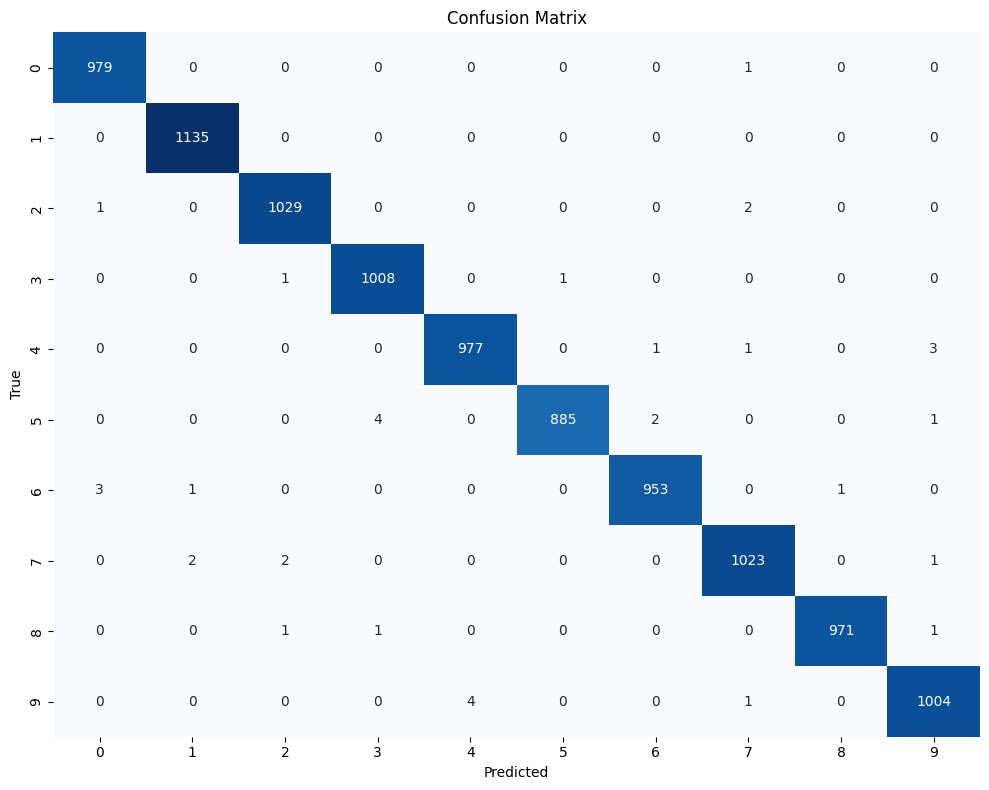 Confusion Matrix
0 979 0 0 0 0 0 0 1 0 0
1 0 1135 0 0 0 0 0 0 0 0
2 1 0 1029 0 0 0 0 2 0 0
3 0 0 1 1008 0 1 0 0 0 0
4 0 0 0 0 977 0 1 1 0 3
True
5 0 0 0 4 0 885 2 0 0 1
6 3 1 0 0 0 0 953 0 1 0
7 0 2 2 0 0 0 0 1023 0 1
8 0 0 1 1 0 0 0 0 971 1
9 0 0 0 0 4 0 0 1 0 1004
0 1 2 3 4 5 6 7 8 9
Predicted